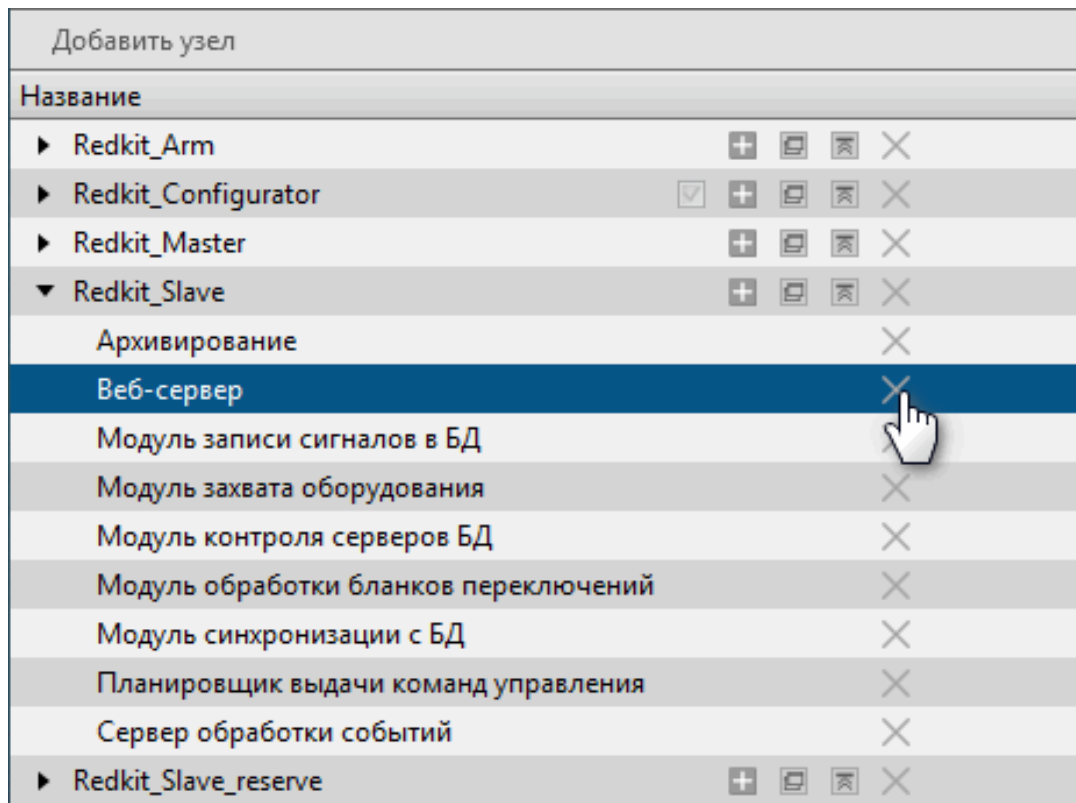 Добавить узел
Название
Redkit_Arm
Redkit_Configurator
Redkit_Master
Redkit_Slave
Архивирование
Веб-сервер
Модуль записи сигналов в БД
Модуль захвата оборудования
Модуль контроля серверов БД
Модуль обработки бланков переключений
Модуль синхронизации с БД
Планировщик выдачи команд управления
Сервер обработки событий
Redkit_Slave_reserve